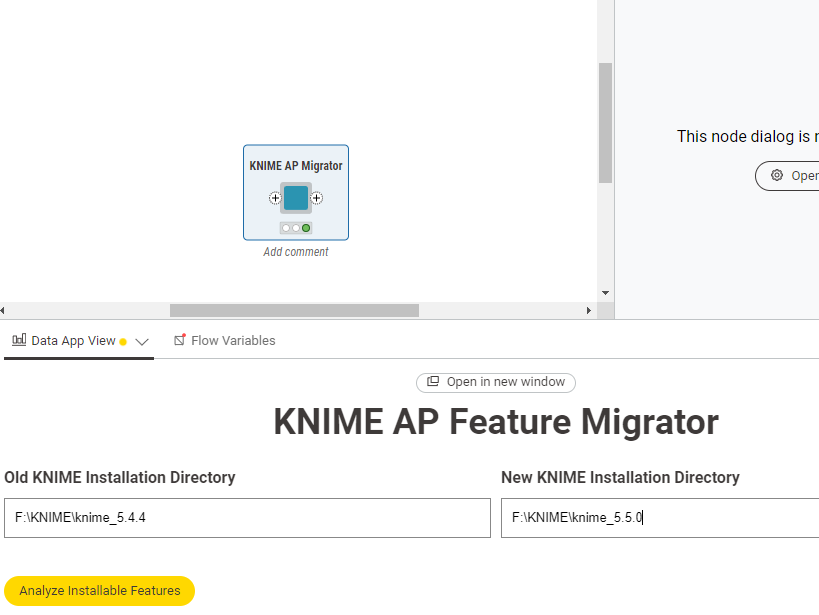 This node dialog is
KNIME AP Migrator
Open
Add comment
Data App View
Flow Variables
Open in new window
KNIME AP Feature Migrator
Old KNIME Installation Directory
New KNIME Installation Directory
F:\KNIME\knime_5.4.4
F:\KNIME\knime_5.5.0
Analyze Installable Features